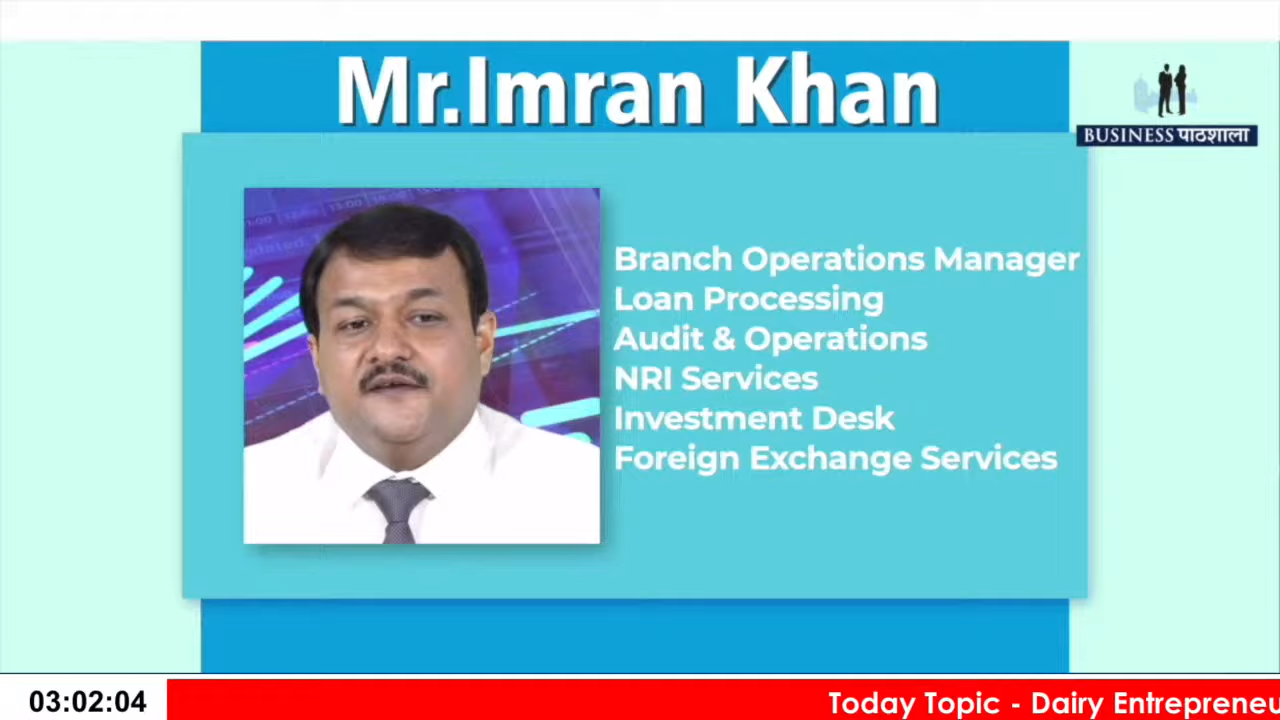 Mr.Imran Khan
BUSINESS पाठशाला
Branch Operations Manager
Loan Processing
Audit & Operations
NRI Services
Investment Desk
Foreign Exchange Services
03:02:04
Today Topic - Dairy Entrepreneu